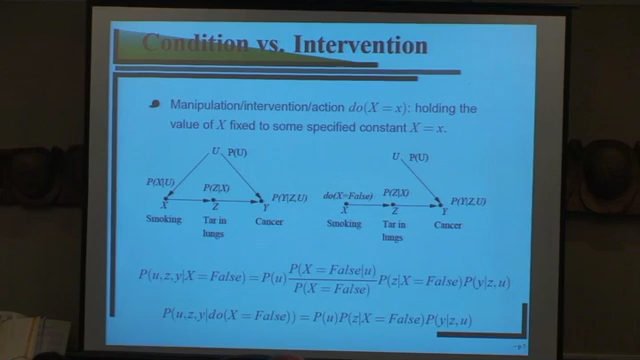 Condition vs. Intervention
Manipulation/intervention/action do(X = x): holding the
value of X fixed to some specified constant X = x.
U P(U)
U P(U)
P(X|U)
P(Z|X)
P(Y|Z,U)
do(X=False)
P(Z|X)
P(Y|Z,U)
X
Z
Y
X
Z
Y
Smoking
Tar in
lungs
Cancer
Smoking
Tar in
lungs
Cancer
P(u,z,y|X = False) = P(u) P(X = False|u) / P(X = False) P(z|X = False)P(y|z,u)
P(u,z,y|do(X = False)) = P(u)P(z|X = False)P(y|z,u)